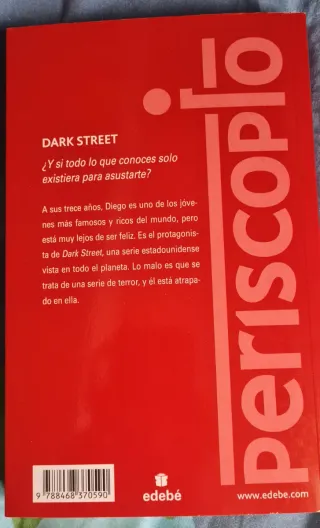 DARK STREET
¿Y si todo lo que conoces solo
existiera para asustarte?
A sus trece años, Diego es uno de los jóve-
nes más famosos y ricos del mundo, pero
está muy lejos de ser feliz. Es el protagonis-
ta de Dark Street, una serie estadounidense
vista en todo el planeta. Lo malo es que se
trata de una serie de terror, y él está atrapa-
do en ella.
periscopio
9 788468 370590
edebé
www.edebe.com